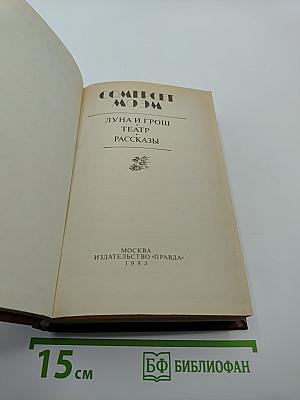 СОМЕРСЕТ
МОЭМ
ЛУНА И ГРОШ
ТЕАТР
РАССКАЗЫ
МОСКВА
ИЗДАТЕЛЬСТВО «ПРАВДА»
1983
15 см
БФ БИБЛИОФАН